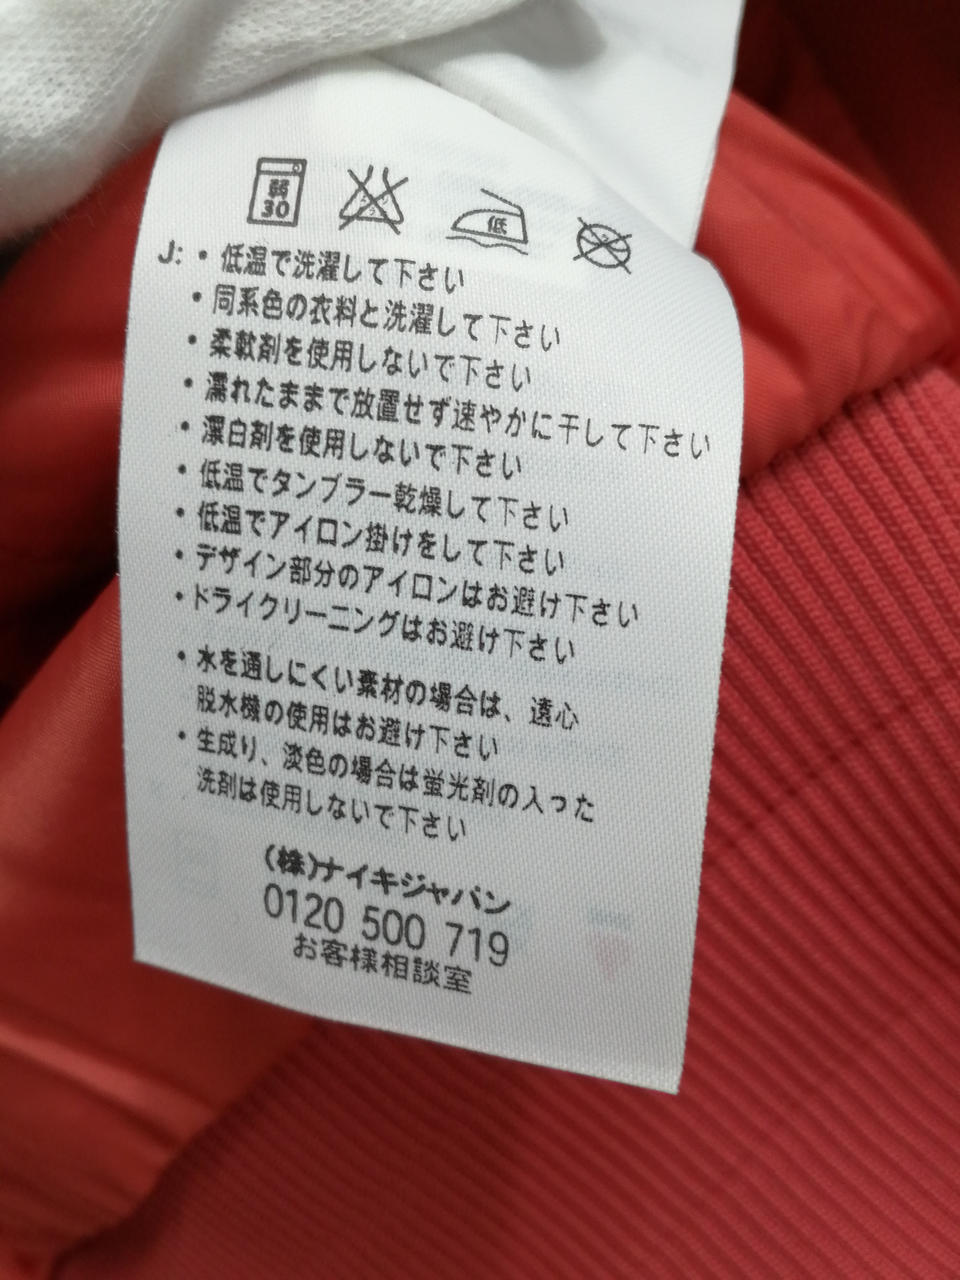 弱
30
低
J: ・低温で洗濯して下さい
・同系色の衣料と洗濯して下さい
・柔軟剤を使用しないで下さい
・濡れたままで放置せず速やかに干して下さい
・漂白剤を使用しないで下さい
・低温でタンブラー乾燥して下さい
・低温でアイロン掛けをして下さい
・デザイン部分のアイロンはお避け下さい
・ドライクリーニングはお避け下さい
・水を通しにくい素材の場合は、遠心
脱水機の使用はお避け下さい
・生成り、淡色の場合は蛍光剤の入った
洗剤は使用しないで下さい
(株)ナイキジャパン
0120 500 719
お客様相談室